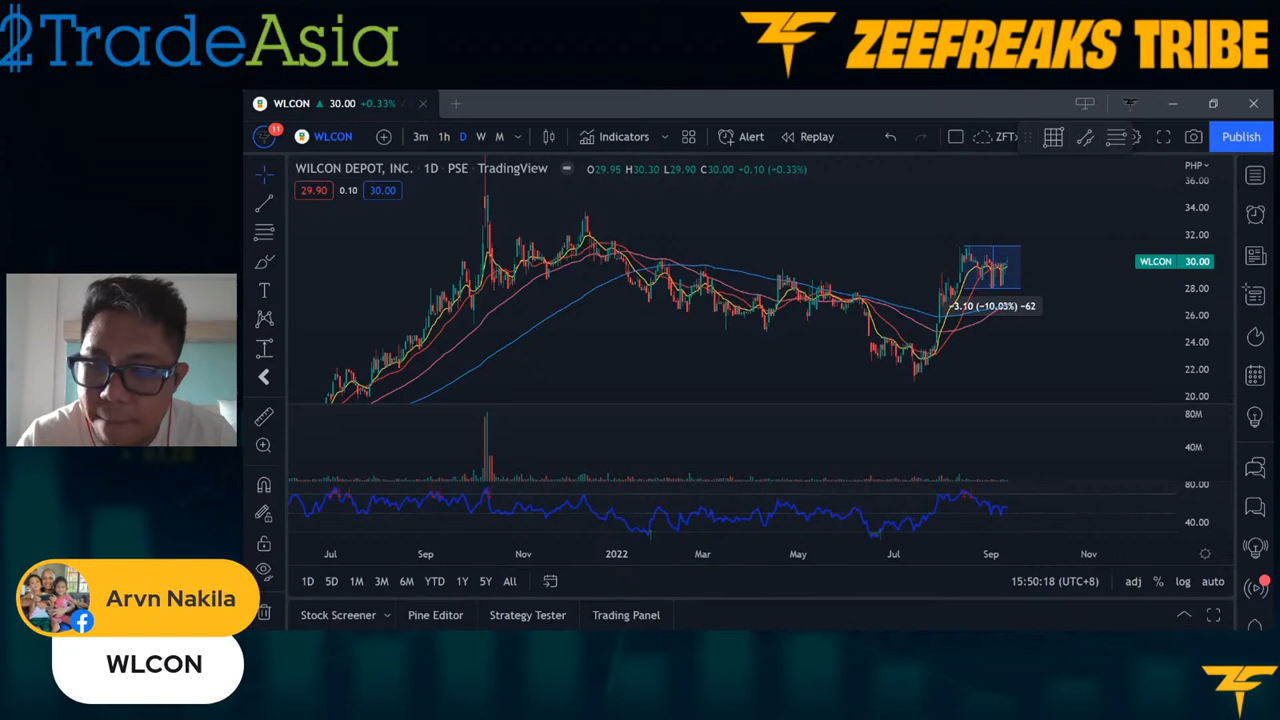 2TradeAsia
ZEEFREAKS TRIBE
WLCON 30.00 +0.33% /
11
WLCON
3m 1h D W M
Indicators
Alert
Replay
ZFT
Publish
WILCON DEPOT, INC. · 1D · PSE · TradingView
O29.95 H30.30 L29.90 C30.00 +0.10 (+0.33%)
PHP
29.90 0.10 30.00
36.00
34.00
32.00
WLCON 30.00
28.00
−3.10 (−10.03%) −62
26.00
24.00
22.00
20.00
80M
40M
80.00
40.00
Jul Sep Nov 2022 Mar May Jul Sep Nov
1D 5D 1M 3M 6M YTD 1Y 5Y All
15:50:18 (UTC+8) adj % log auto
Stock Screener Pine Editor Strategy Tester Trading Panel
Arvn Nakila
WLCON